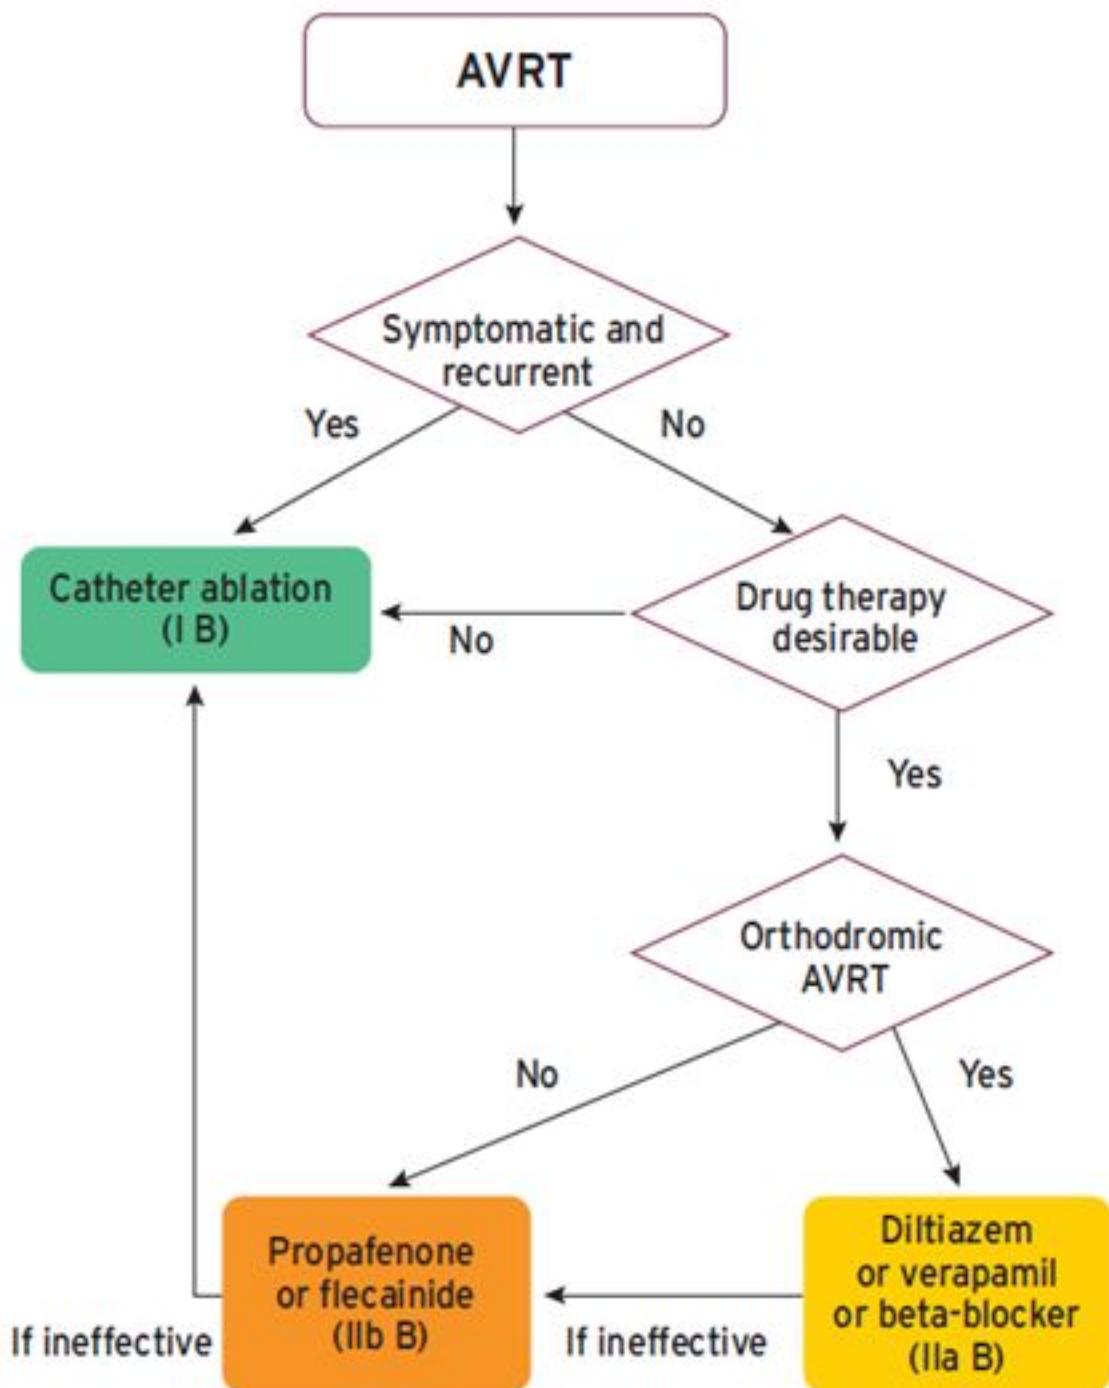 AVRT
Symptomatic and
recurrent
Yes
No
Catheter ablation
(I B)
No
Drug therapy
desirable
Yes
Orthodromic
AVRT
No
Yes
Propafenone
or flecainide
(IIb B)
Diltiazem
or verapamil
or beta-blocker
(IIa B)
If ineffective
If ineffective